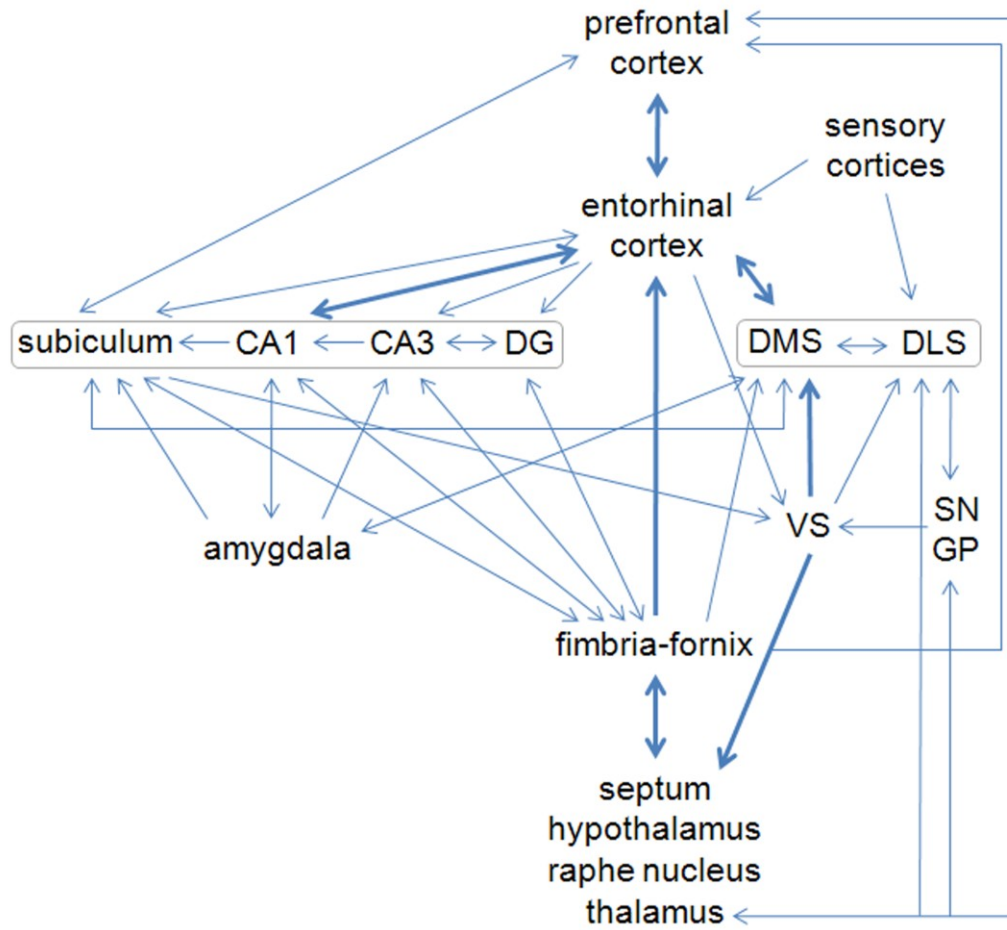 prefrontal
cortex
sensory
cortices
entorhinal
cortex
subiculum CA1 CA3 DG DMS DLS
amygdala VS SN
GP
fimbria-fornix
septum
hypothalamus
raphe nucleus
thalamus